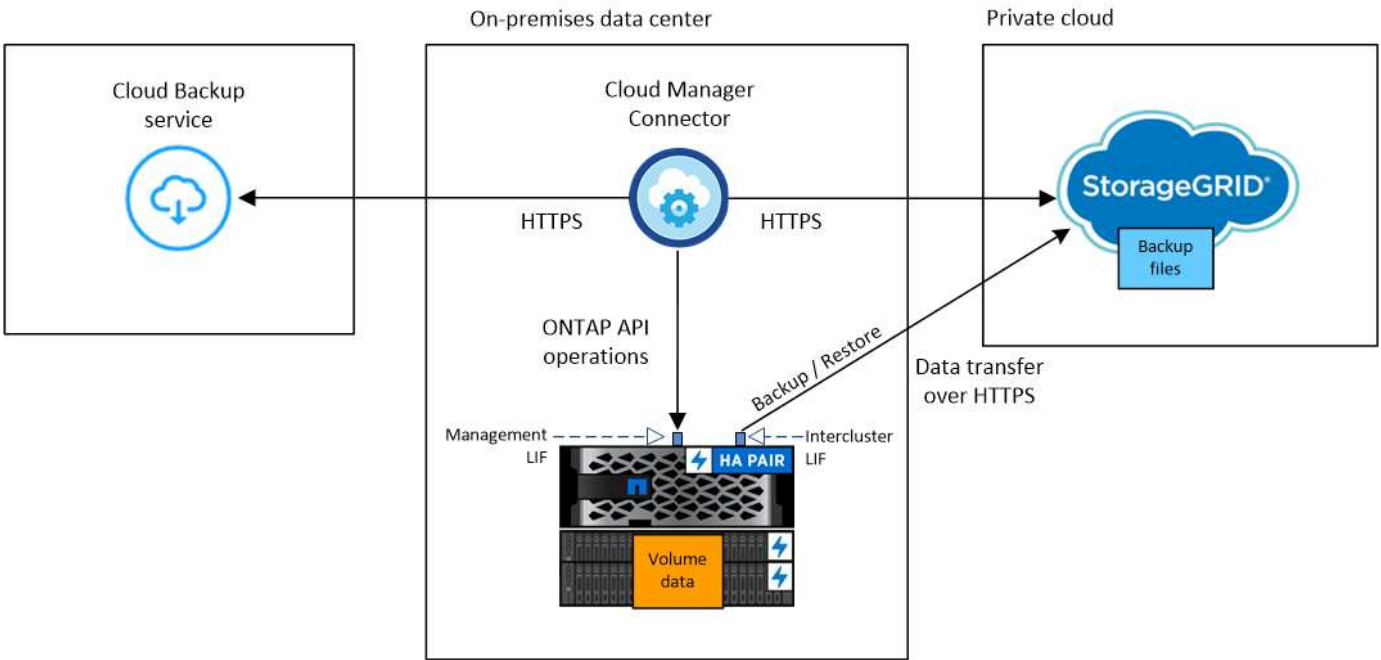 On-premises data center
Private cloud
Cloud Backup
service
Cloud Manager
Connector
StorageGRID®
Backup
files
HTTPS
HTTPS
ONTAP API
operations
Backup / Restore
Data transfer
over HTTPS
Management
LIF
Intercluster
LIF
HA PAIR
Volume
data